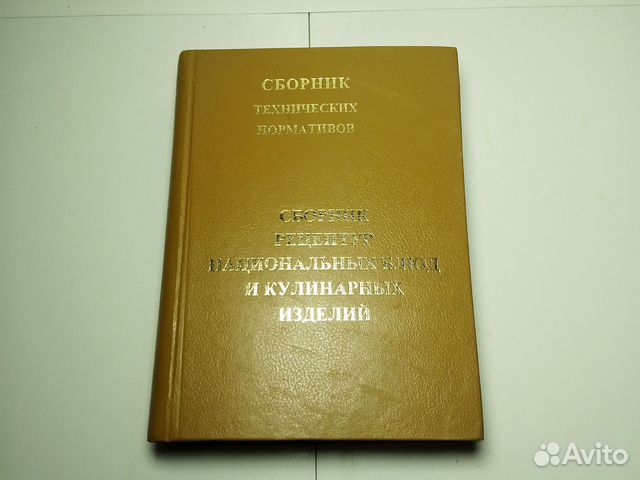 СБОРНИК
ТЕХНИЧЕСКИХ
НОРМАТИВОВ
СБОРНИК
РЕЦЕПТУР
НАЦИОНАЛЬНЫХ БЛЮД
И КУЛИНАРНЫХ
ИЗДЕЛИЙ
Avito